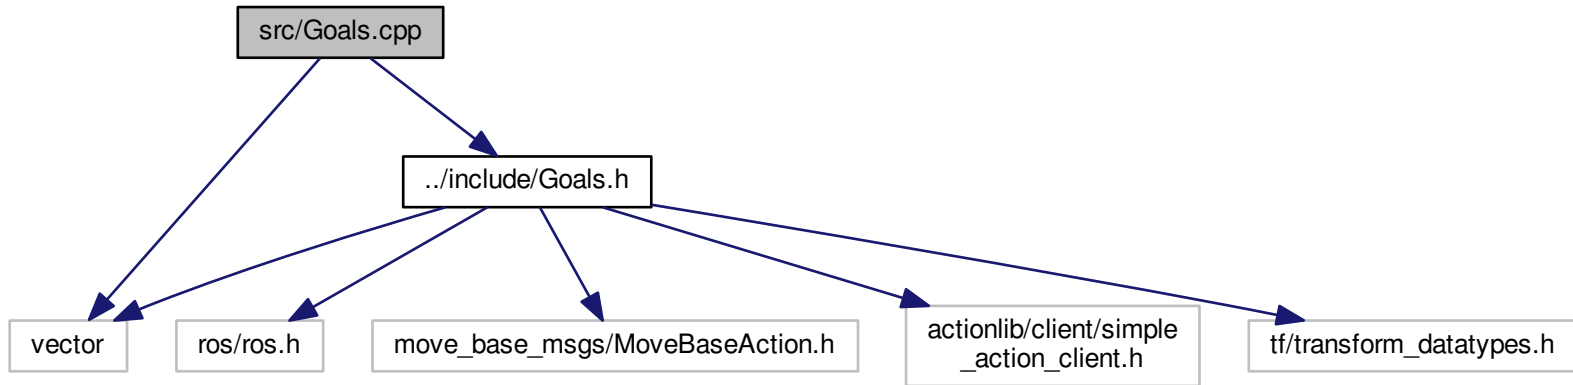 src/Goals.cpp
../include/Goals.h
vector
ros/ros.h
move_base_msgs/MoveBaseAction.h
actionlib/client/simple
_action_client.h
tf/transform_datatypes.h